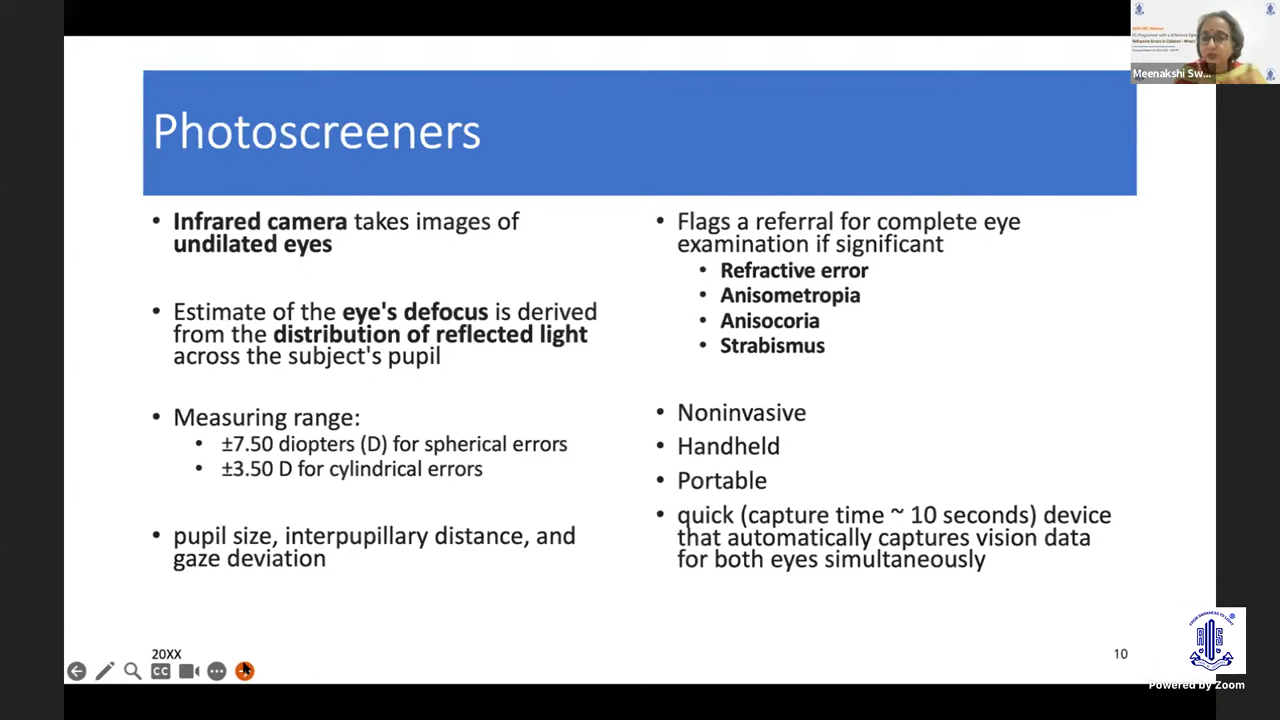 Photoscreeners
• Infrared camera takes images of
undilated eyes
• Estimate of the eye's defocus is derived
from the distribution of reflected light
across the subject's pupil
• Measuring range:
• ±7.50 diopters (D) for spherical errors
• ±3.50 D for cylindrical errors
• pupil size, interpupillary distance, and
gaze deviation
• Flags a referral for complete eye
examination if significant
• Refractive error
• Anisometropia
• Anisocoria
• Strabismus
• Noninvasive
• Handheld
• Portable
• quick (capture time ~ 10 seconds) device
that automatically captures vision data
for both eyes simultaneously
20XX
10
CC
Meenakshi Sw...
Powered by Zoom